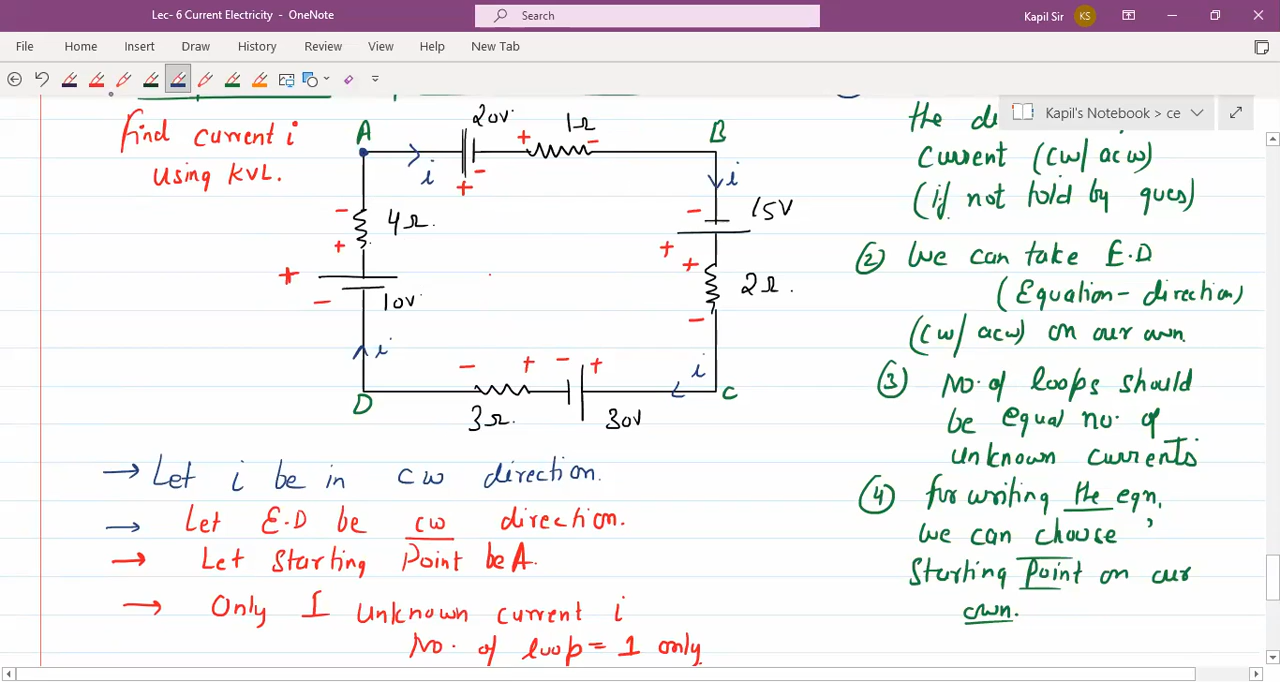 Lec- 6 Current Electricity - OneNote
Search
Kapil Sir
KS
File Home Insert Draw History Review View Help New Tab
Kapil's Notebook > ce
find current i
using KVL.
A
20V
1Ω
B
+
-
i
+
-
i
-
15V
4Ω
-
+
+
+
2Ω
+
-
10V
-
i
-
+
-
+
i
D
3Ω
30V
C
→ Let i be in cw direction.
→ Let E.D be cw direction.
→ Let Starting Point be A.
→ Only 1 unknown current i
No. of loop = 1 only
the
current (cw/acw)
(if not told by ques)
② We can take E.D
(Equation-direction)
(cw/acw) on our own
③ No. of loops should
be equal no. of
unknown currents
④ for writing the eqn,
we can choose
Starting Point on our
own.